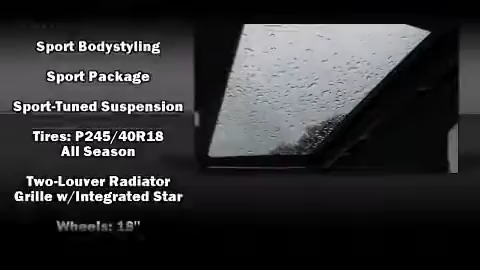 Sport Bodystyling
Sport Package
Sport-Tuned Suspension
Tires: P245/40R18
All Season
Two-Louver Radiator
Grille w/Integrated Star
Wheels: 18"